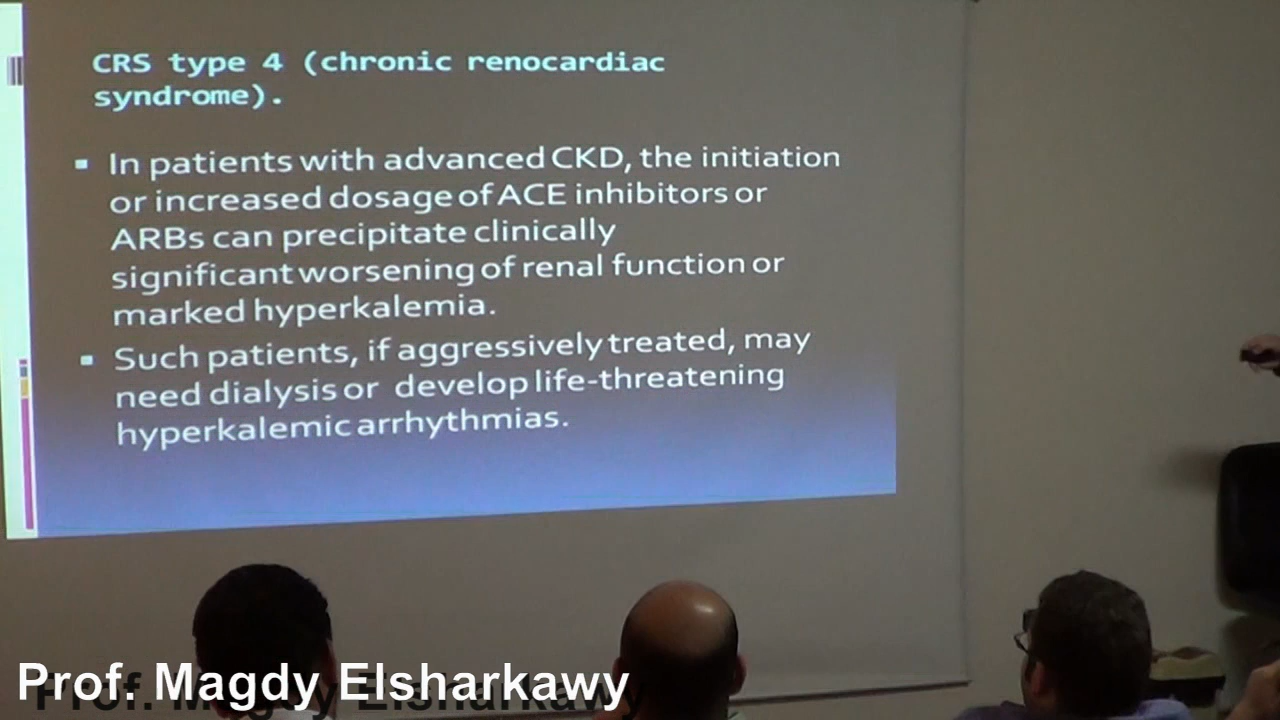 CRS type 4 (chronic renocardiac
syndrome).
In patients with advanced CKD, the initiation
or increased dosage of ACE inhibitors or
ARBs can precipitate clinically
significant worsening of renal function or
marked hyperkalemia.
Such patients, if aggressively treated, may
need dialysis or develop life-threatening
hyperkalemic arrhythmias.
Prof. Magdy Elsharkawy